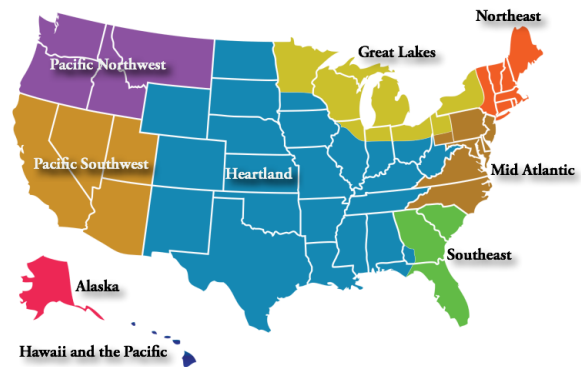 Northeast
Great Lakes
Pacific Northwest
Pacific Southwest
Heartland
Mid Atlantic
Southeast
Alaska
Hawaii and the Pacific